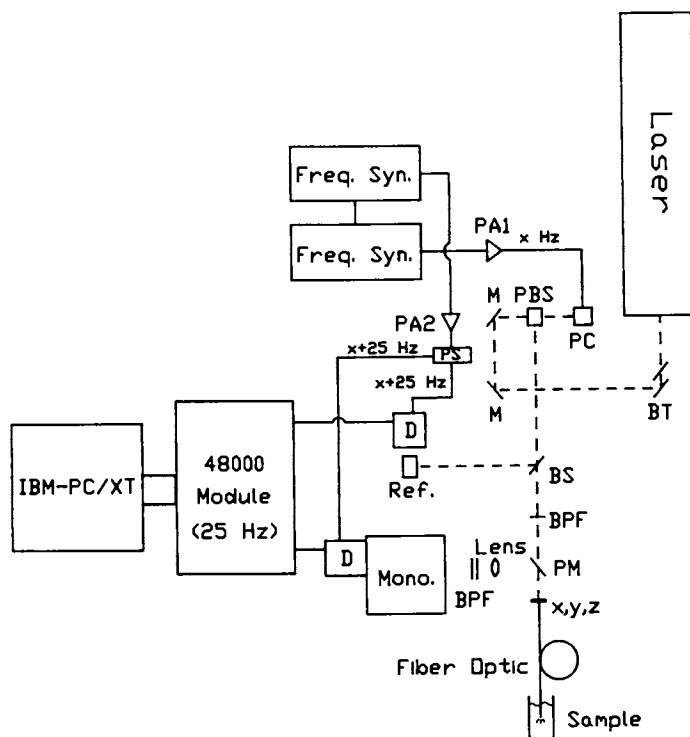 Laser
Freq. Syn.
PA1
x Hz
Freq. Syn.
M
PBS
PC
PA2
x+25 Hz
PS
x+25 Hz
M
BT
D
48000
Module
(25 Hz)
IBM-PC/XT
Ref.
BS
BPF
Lens
D
Mono.
BPF
PM
x,y,z
Fiber Optic
Sample